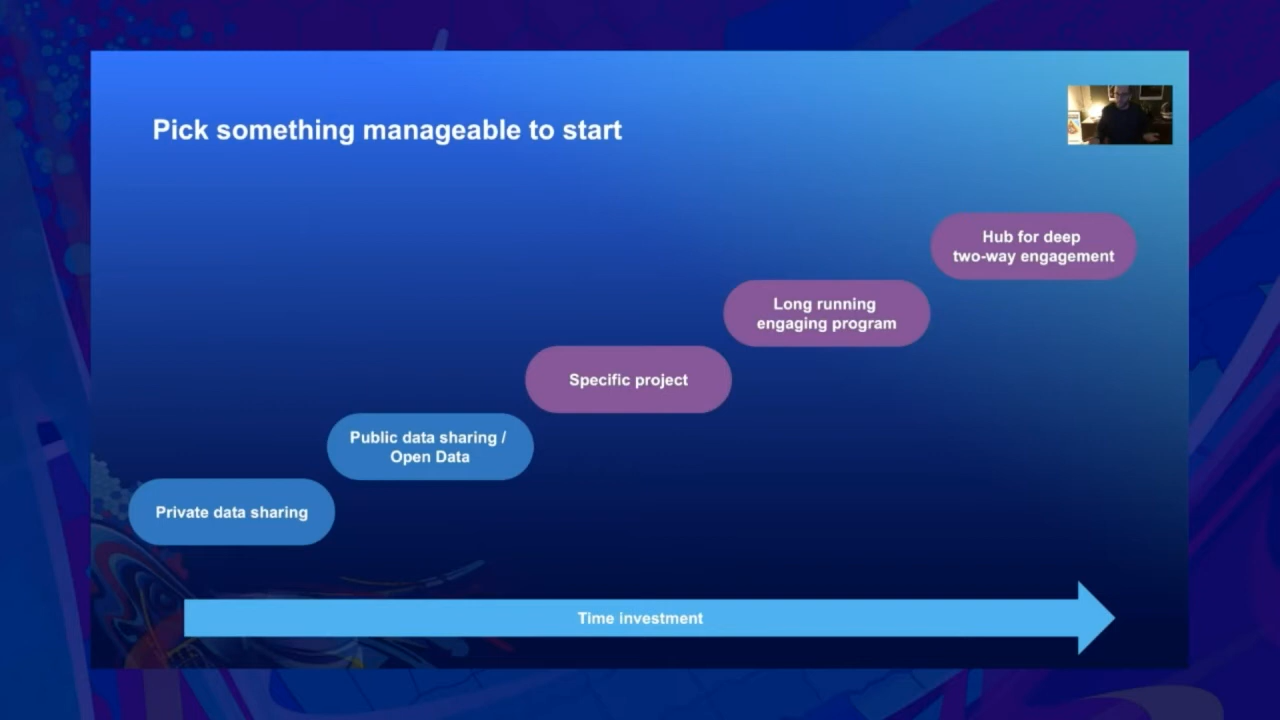 Pick something manageable to start
Hub for deep
two-way engagement
Long running
engaging program
Specific project
Public data sharing /
Open Data
Private data sharing
Time investment